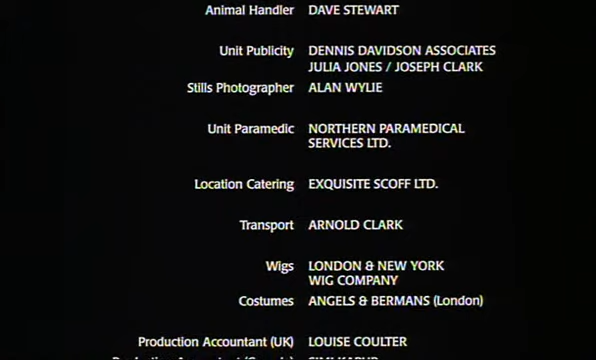 Animal Handler DAVE STEWART
Unit Publicity DENNIS DAVIDSON ASSOCIATES
JULIA JONES / JOSEPH CLARK
Stills Photographer ALAN WYLIE
Unit Paramedic NORTHERN PARAMEDICAL
SERVICES LTD.
Location Catering EXQUISITE SCOFF LTD.
Transport ARNOLD CLARK
Wigs LONDON & NEW YORK
WIG COMPANY
Costumes ANGELS & BERMANS (London)
Production Accountant (UK) LOUISE COULTER